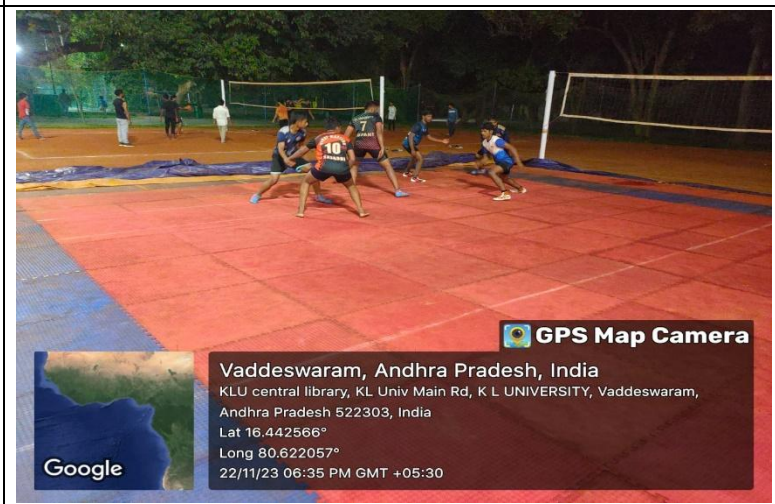 7
10
GPS Map Camera
Vaddeswaram, Andhra Pradesh, India
KLU central library, KL Univ Main Rd, K L UNIVERSITY, Vaddeswaram,
Andhra Pradesh 522303, India
Lat 16.442566°
Long 80.622057°
22/11/23 06:35 PM GMT +05:30
Google